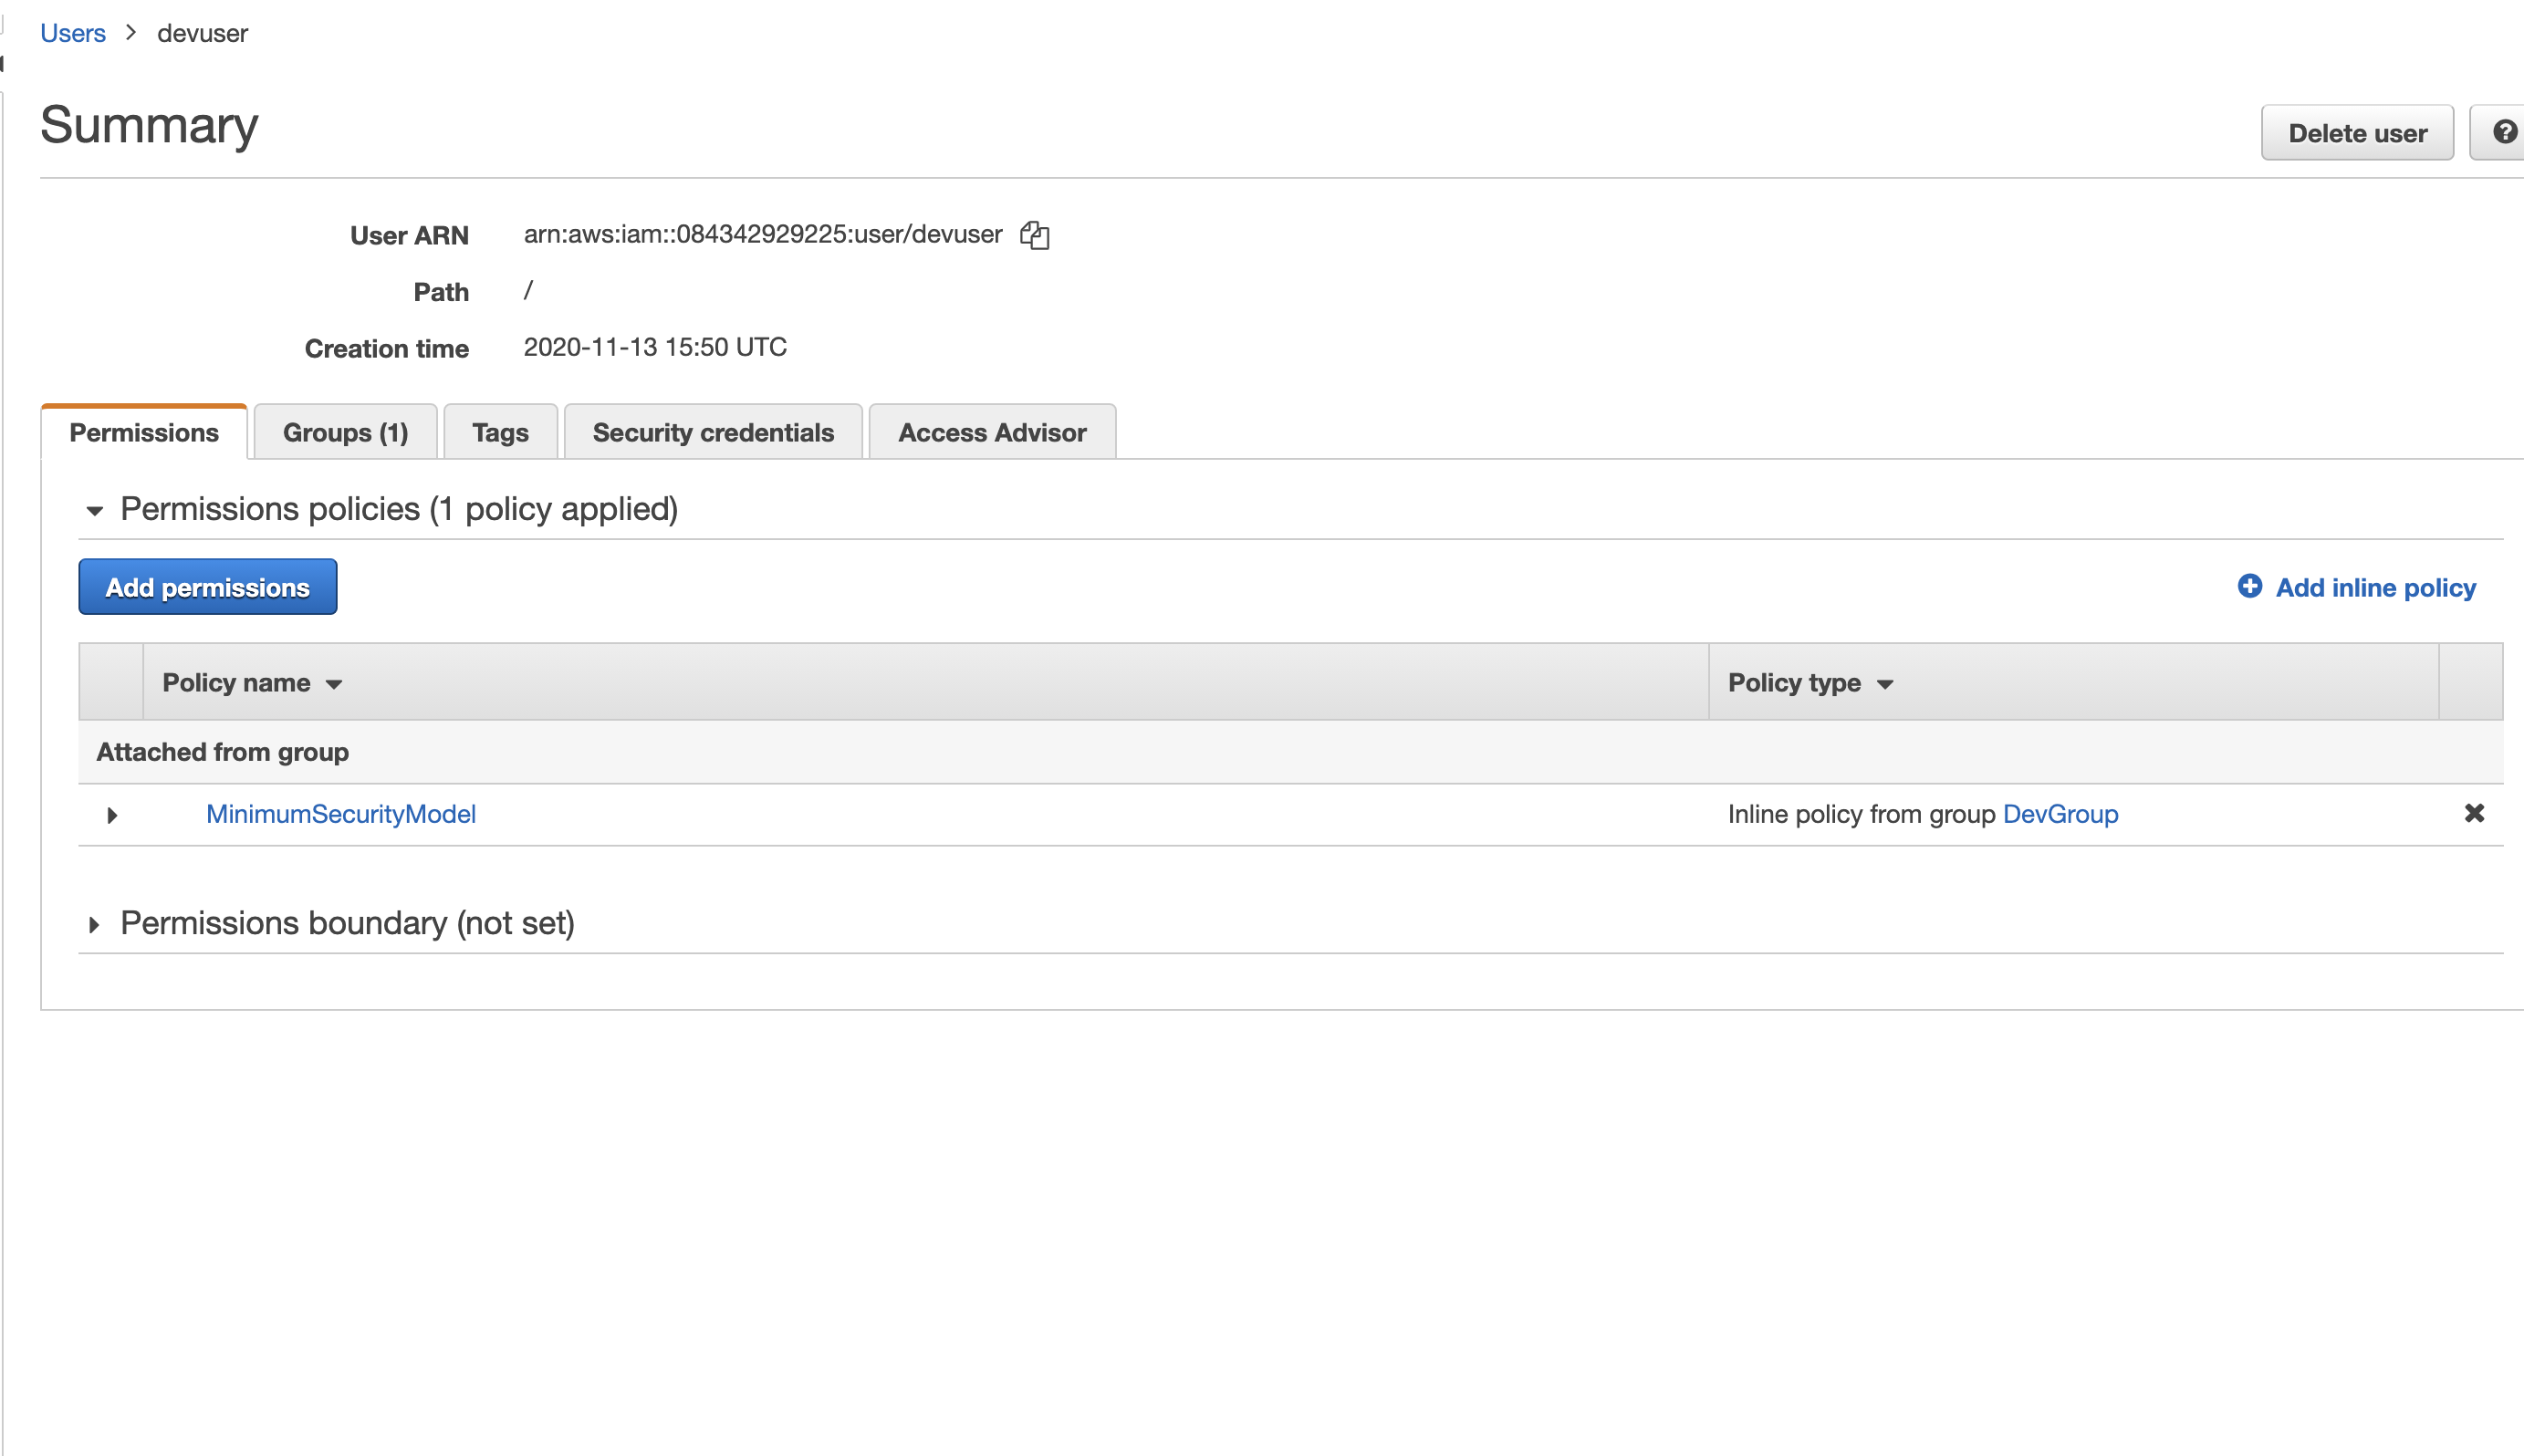 Users > devuser
Summary
Delete user
User ARN arn:aws:iam::084342929225:user/devuser
Path /
Creation time 2020-11-13 15:50 UTC
Permissions Groups (1) Tags Security credentials Access Advisor
Permissions policies (1 policy applied)
Add permissions
Add inline policy
Policy name Policy type
Attached from group
MinimumSecurityModel Inline policy from group DevGroup
Permissions boundary (not set)